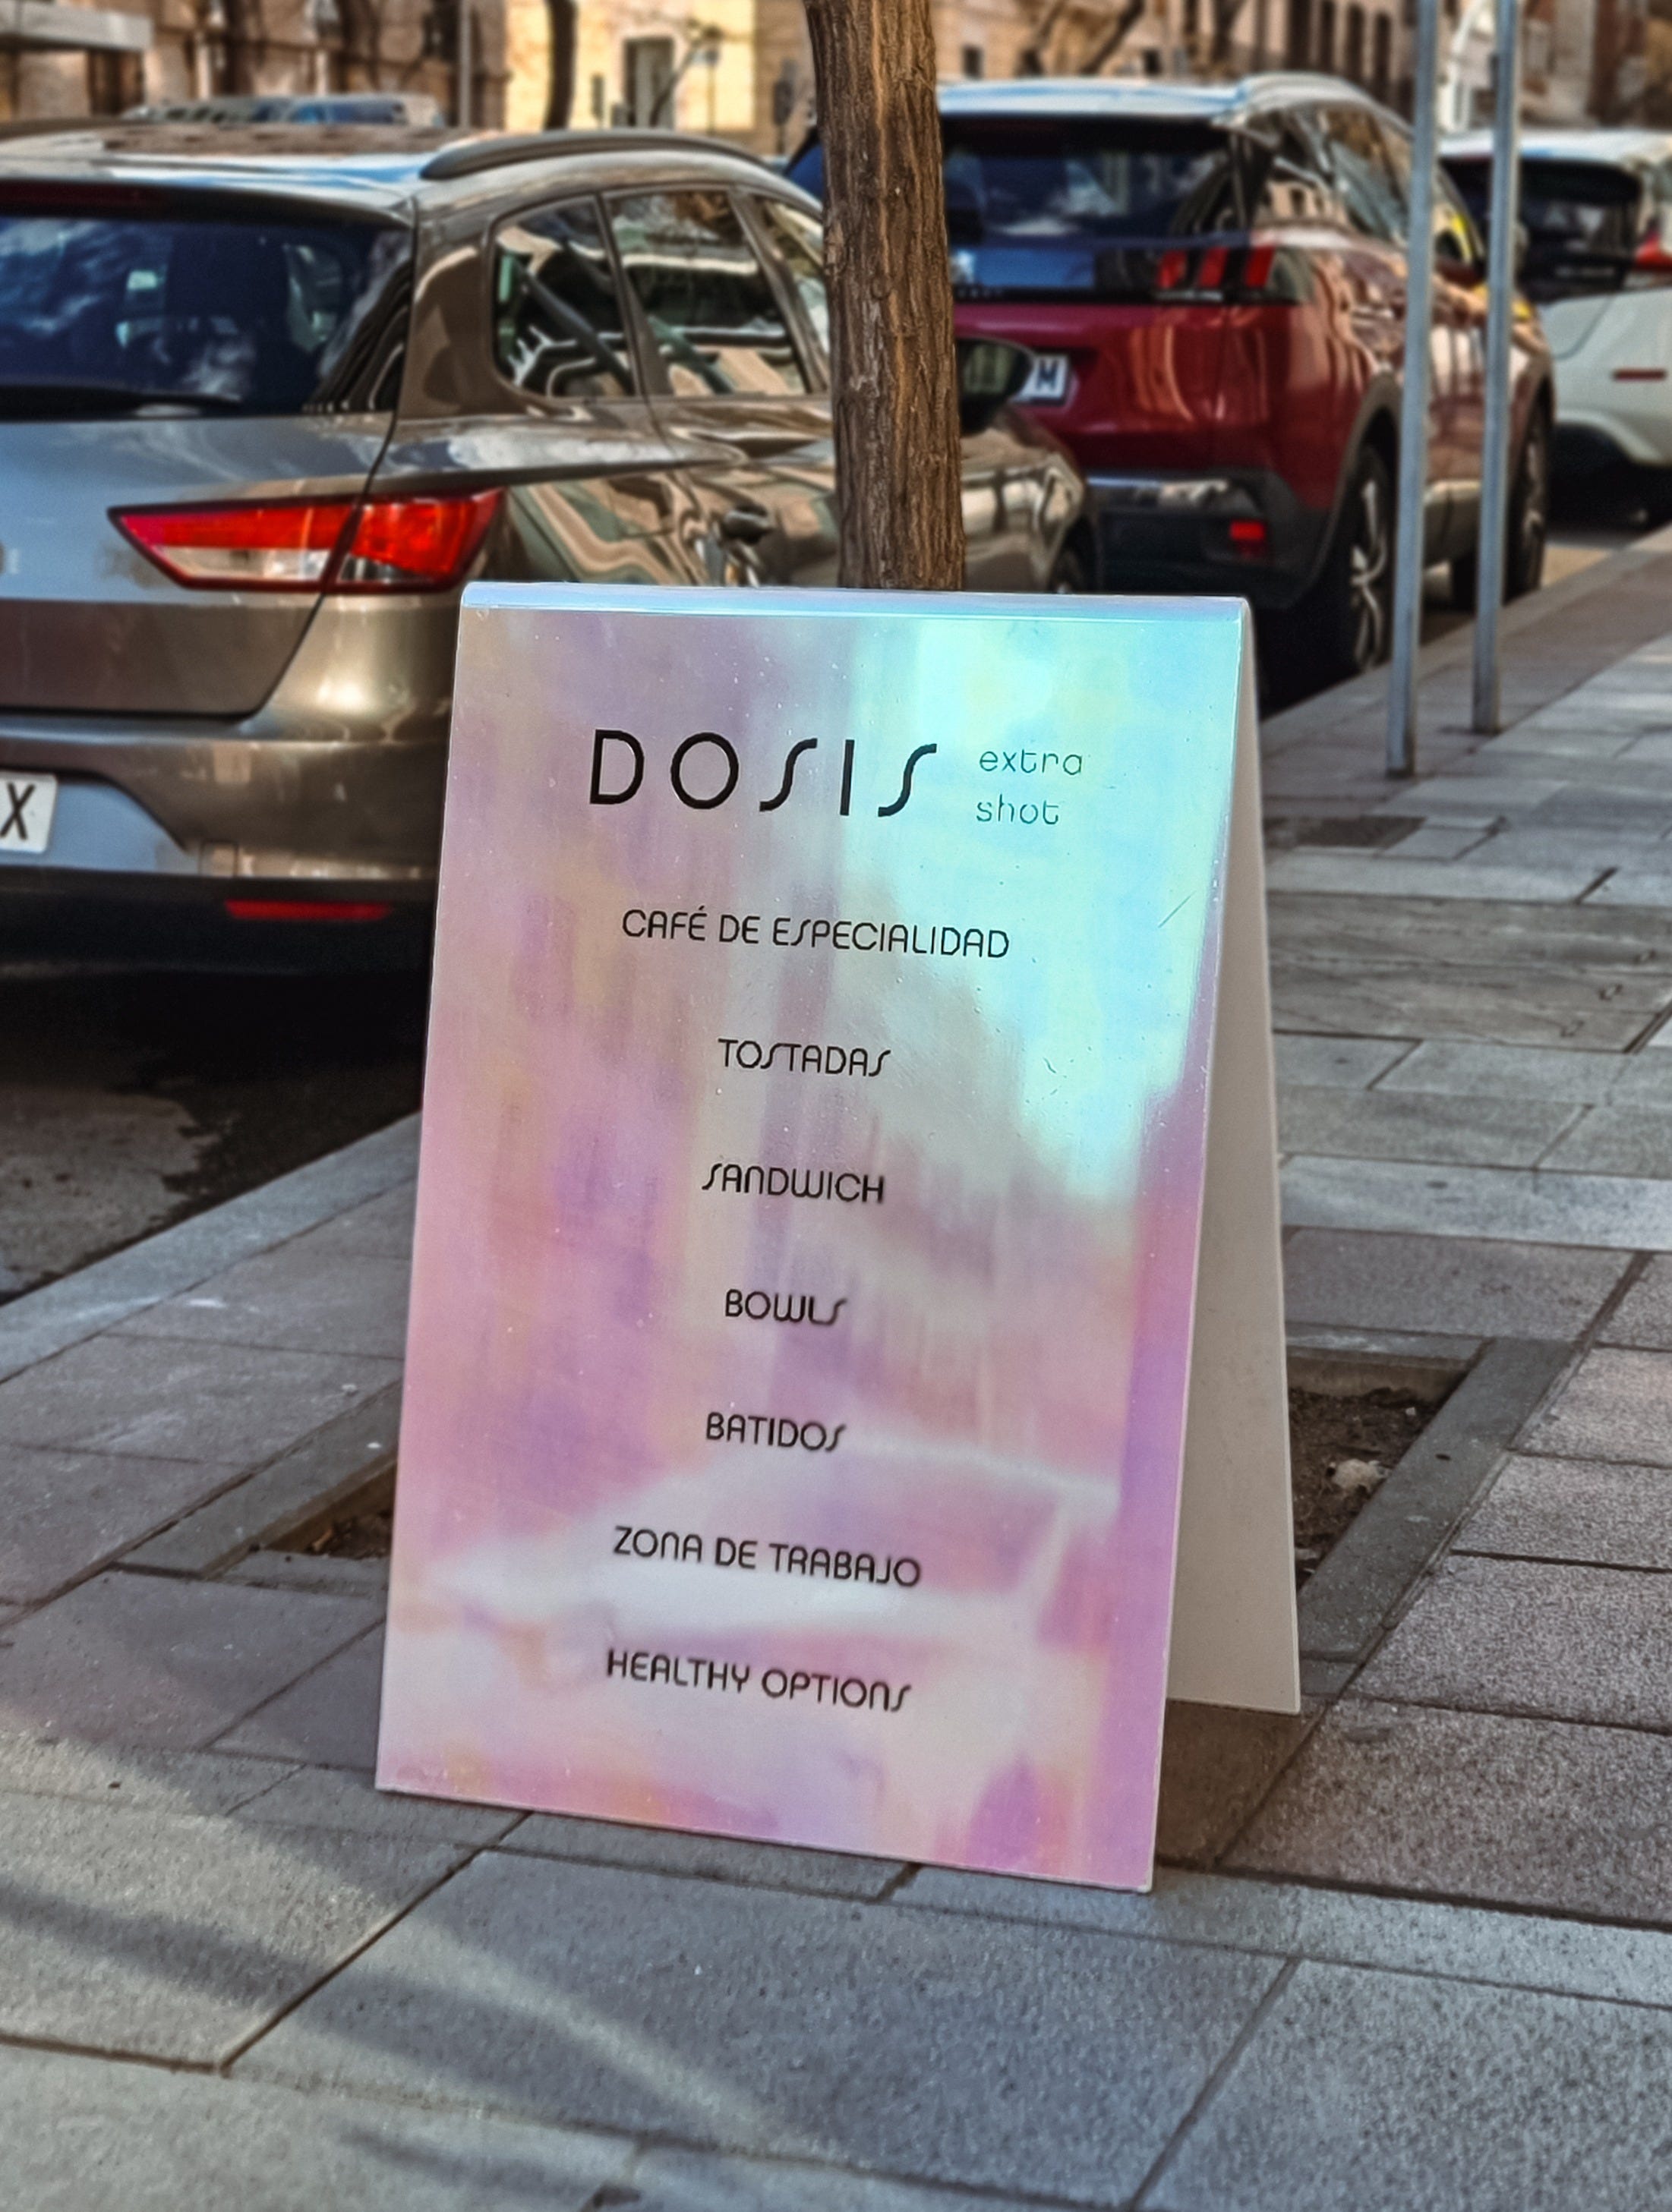 DOSIS extra
shot
CAFÉ DE ESPECIALIDAD
TOSTADAS
SANDWICH
BOWLS
BATIDOS
ZONA DE TRABAJO
HEALTHY OPTIONS
X
M